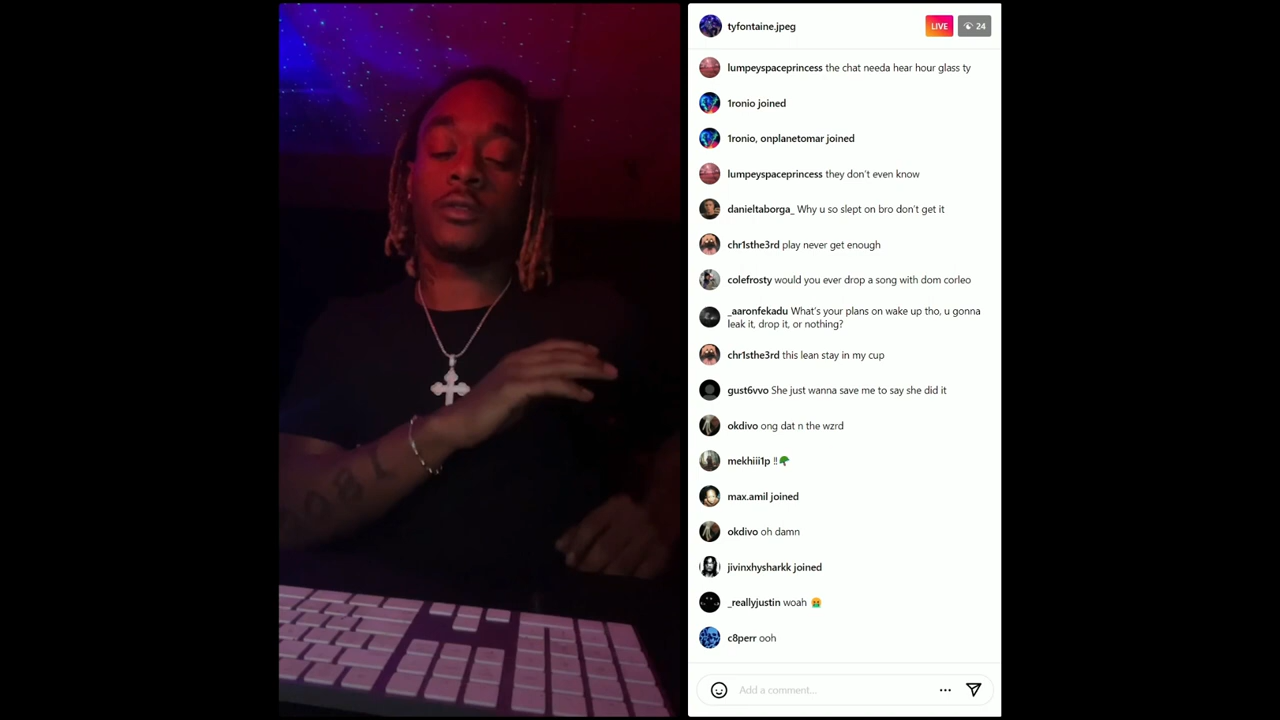 tyfontaine.jpeg LIVE 24
lumpeyspaceprincess the chat needa hear hour glass ty
1ronio joined
1ronio, onplanetomar joined
lumpeyspaceprincess they don't even know
danieltaborga_ Why u so slept on bro don't get it
chr1sthe3rd play never get enough
colefrosty would you ever drop a song with dom corleo
_aaronfekadu What's your plans on wake up tho, u gonna
leak it, drop it, or nothing?
chr1sthe3rd this lean stay in my cup
gust6vvo She just wanna save me to say she did it
okdivo ong dat n the wzrd
mekhiii1p ‼️🥦
max.amil joined
okdivo oh damn
jivinxhysharkk joined
_reallyjustin woah 🤑
c8perr ooh
Add a comment...